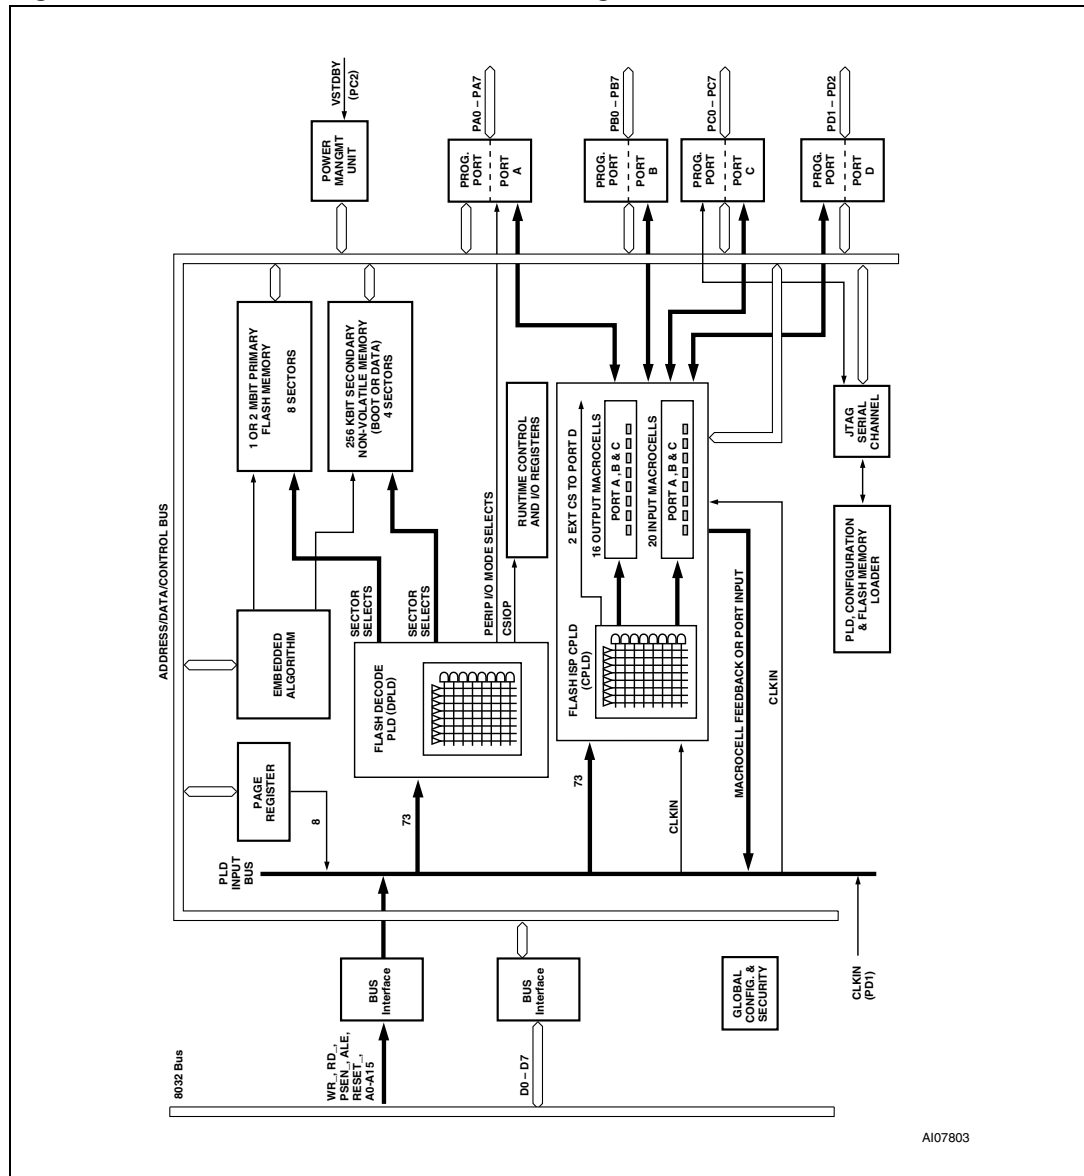 VSTDBY
(PC2)
PA0 – PA7
PB0 – PB7
PC0 – PC7
PD1 – PD2
POWER
MANGMT
UNIT
PROG.
PORT
PORT
A
PROG.
PORT
PORT
B
PROG.
PORT
PORT
C
PROG.
PORT
PORT
D
ADDRESS/DATA/CONTROL BUS
1 OR 2 MBIT PRIMARY
FLASH MEMORY
8 SECTORS
256 KBIT SECONDARY
NON-VOLATILE MEMORY
(BOOT OR DATA)
4 SECTORS
RUNTIME CONTROL
AND I/O REGISTERS
PERIP I/O MODE SELECTS
CSIOP
2 EXT CS TO PORT D
16 OUTPUT MACROCELLS
PORT A ,B & C
20 INPUT MACROCELLS
PORT A ,B & C
JTAG
SERIAL
CHANNEL
PLD, CONFIGURATION
& FLASH MEMORY
LOADER
EMBEDDED
ALGORITHM
SECTOR
SELECTS
SECTOR
SELECTS
FLASH DECODE
PLD (DPLD)
FLASH ISP CPLD
(CPLD)
MACROCELL FEEDBACK OR PORT INPUT
CLKIN
PAGE
REGISTER
8
73
73
CLKIN
PLD
INPUT
BUS
BUS
Interface
BUS
Interface
GLOBAL
CONFIG. &
SECURITY
CLKIN
(PD1)
8032 Bus
WR_, RD_,
PSEN_, ALE,
RESET_,
A0-A15
D0 – D7
AI07803